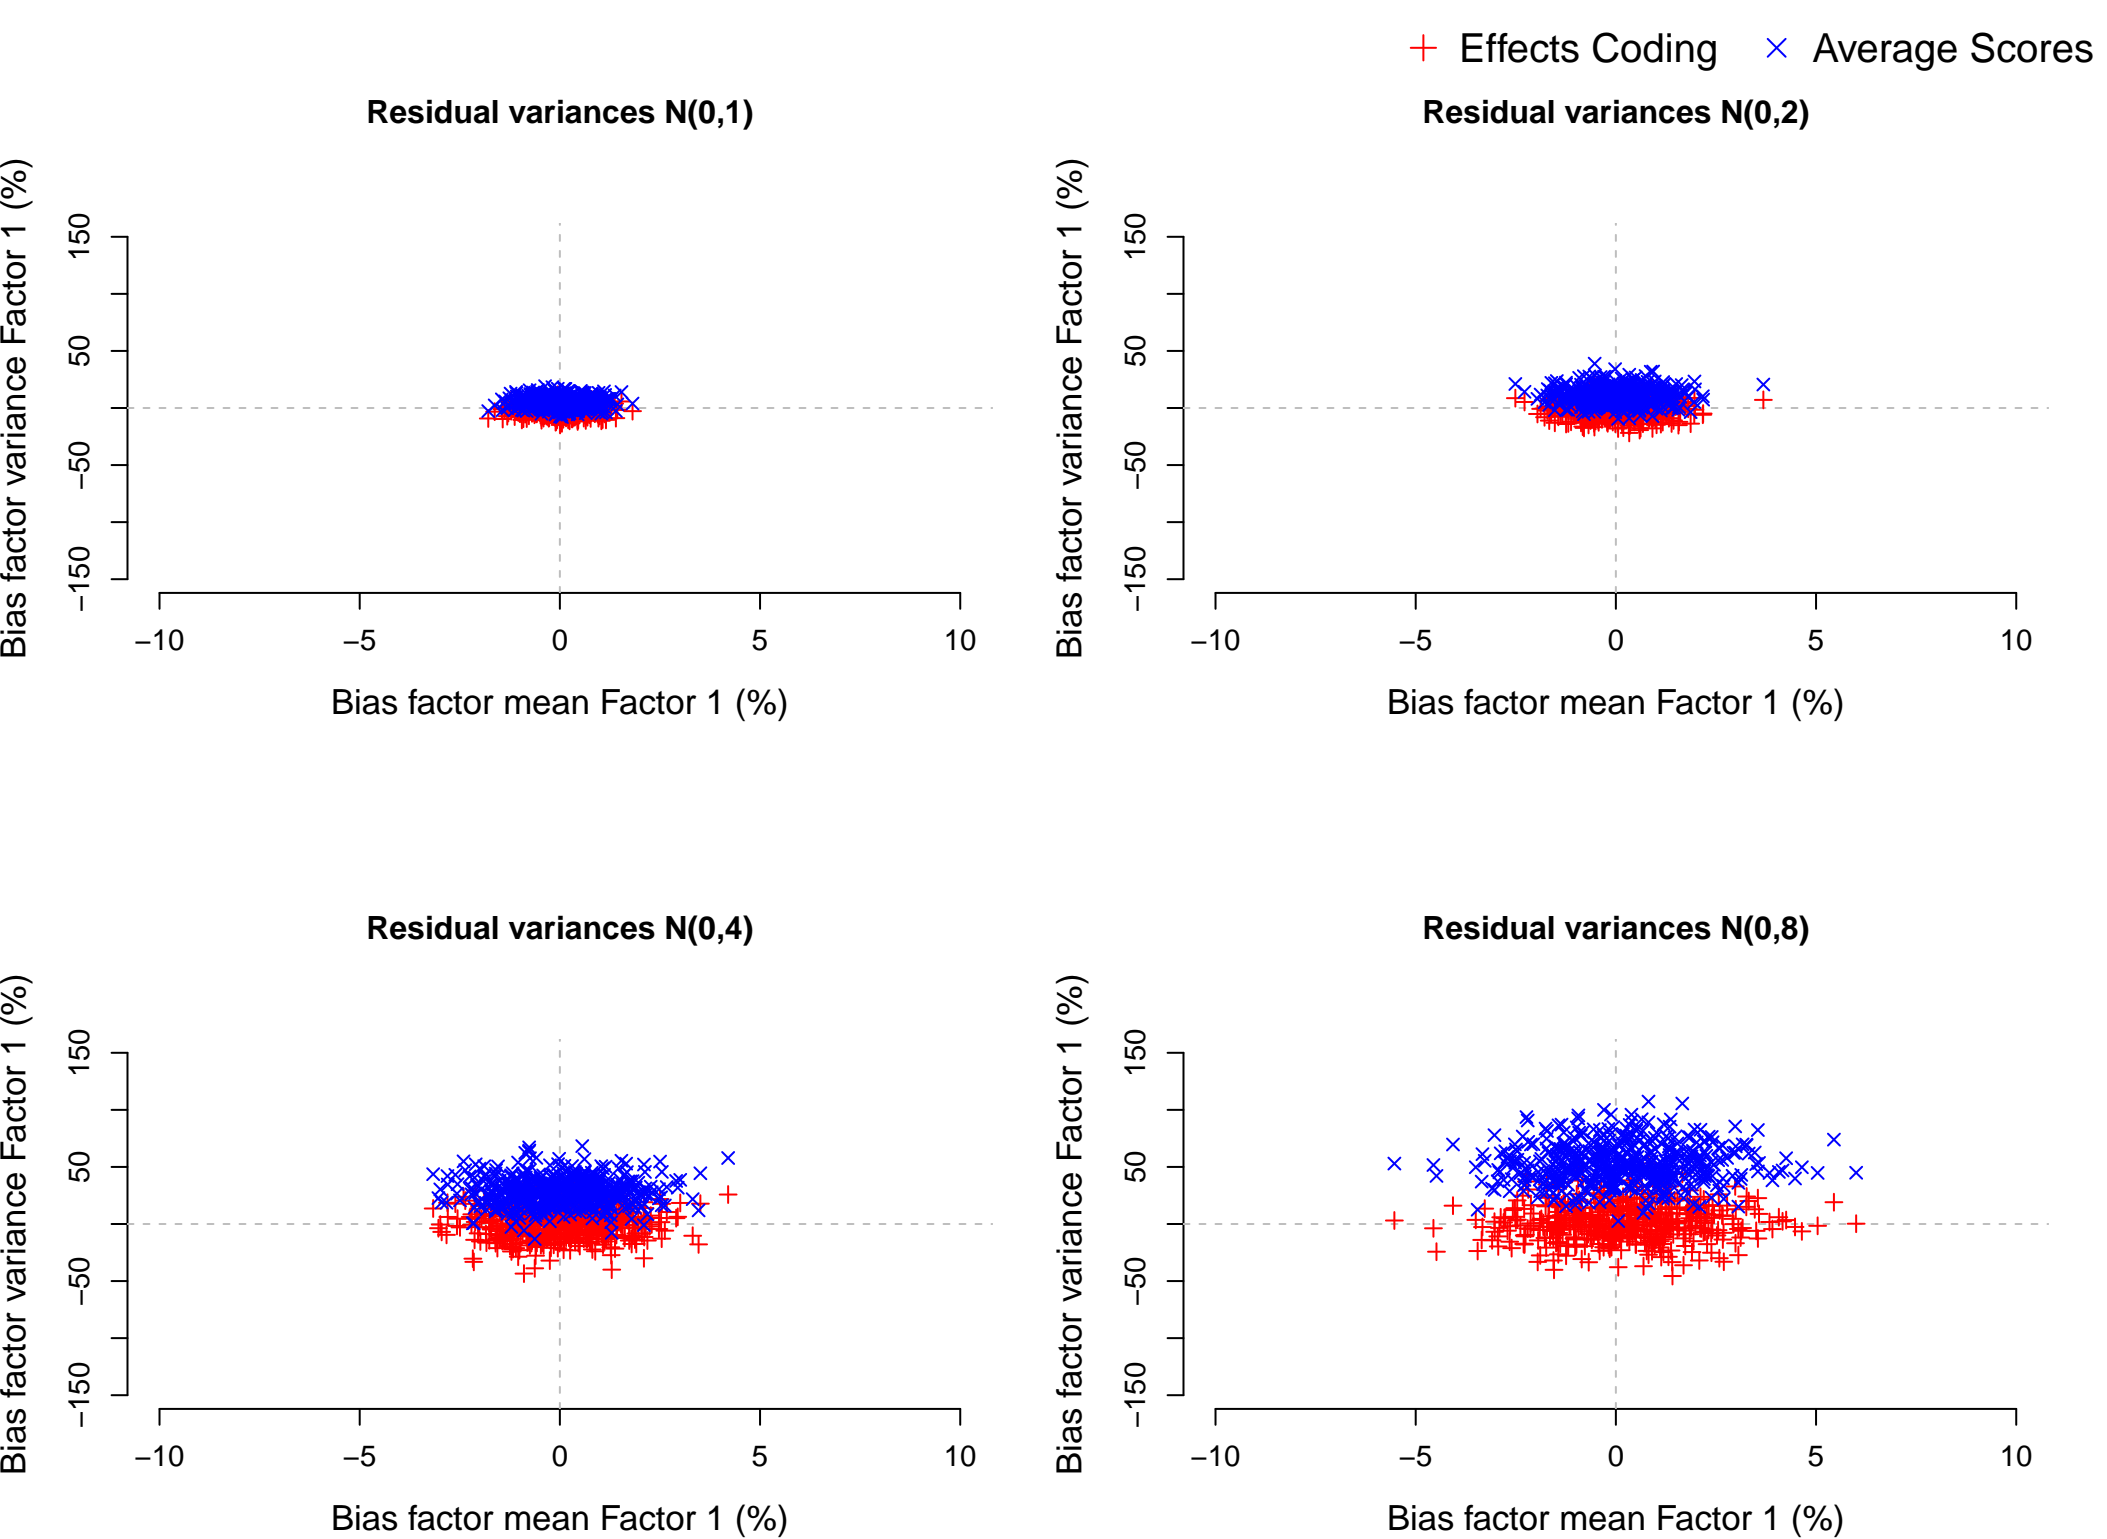 Effects Coding
Average Scores
Residual variances N(0,1)
Bias factor variance Factor 1 (%)
150
50
−50
−150
−10
−5
0
5
10
Bias factor mean Factor 1 (%)
Residual variances N(0,2)
Bias factor variance Factor 1 (%)
150
50
−50
−150
−10
−5
0
5
10
Bias factor mean Factor 1 (%)
Residual variances N(0,4)
Bias factor variance Factor 1 (%)
150
50
−50
−150
−10
−5
0
5
10
Bias factor mean Factor 1 (%)
Residual variances N(0,8)
Bias factor variance Factor 1 (%)
150
50
−50
−150
−10
−5
0
5
10
Bias factor mean Factor 1 (%)